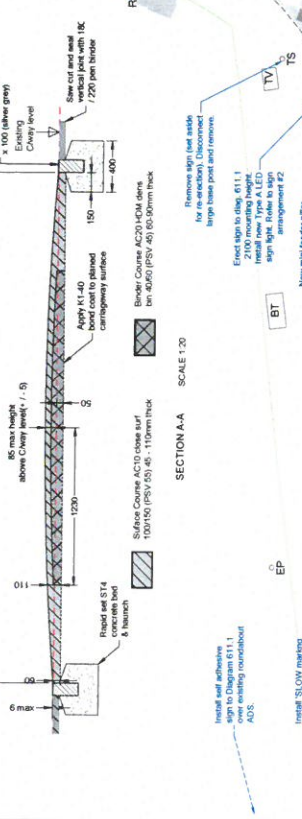 x 100 (silver grey)
Existing
C/way level
Saw cut and seal
vertical joint with 180
/ 220 pen binder
85 max height
above C/way level(+ / - 5)
Apply K1-40
bond coat to planed
carriageway surface
400
150
50
1230
110
60
6 max
Rapid set ST4
concrete bed
& haunch
Suface Course AC10 close surf
100/150 (PSV 55) 45 - 110mm thick
Binder Course AC20 HDM dens
bin 40/60 (PSV 45) 60-90mm thick
SECTION A-A
SCALE 1:20
R
Remove sign (set aside
for re-erection). Disconnect
large base post and remove.
TV
TS
Erect sign to diag. 611.1
2100 mounting height.
Install new Type A LED
sign light. Refer to sign
arrangement #2
BT
EP
Install self adhesive
sign to Diagram 611.1
over existing roundabout
ADS.
Install 'SLOW' marking